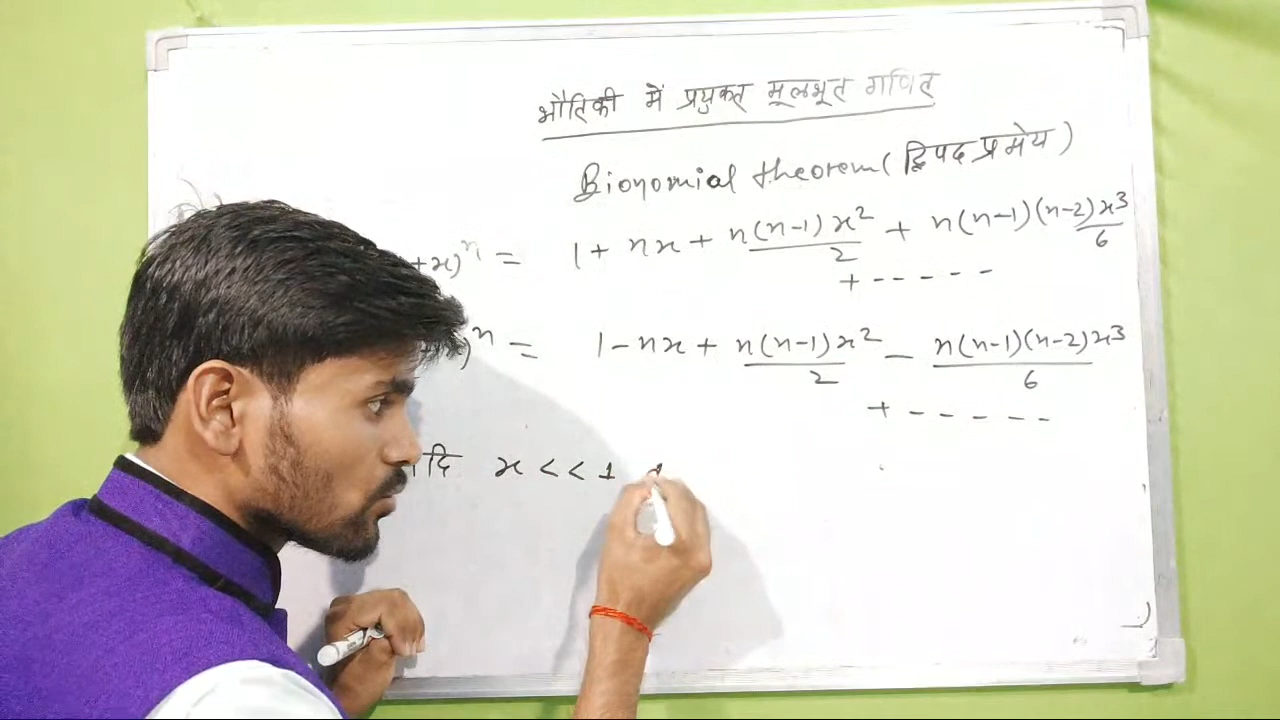 भौतिकी में प्रयुक्त मूलभूत गणित
Bionomial theorem (द्विपद प्रमेय)
+x)ⁿ = 1 + nx + n(n-1)x²/2 + n(n-1)(n-2)x³/6
+ - - - - -
x)ⁿ = 1 - nx + n(n-1)x²/2 - n(n-1)(n-2)x³/6
+ - - - - -
दि x << 1